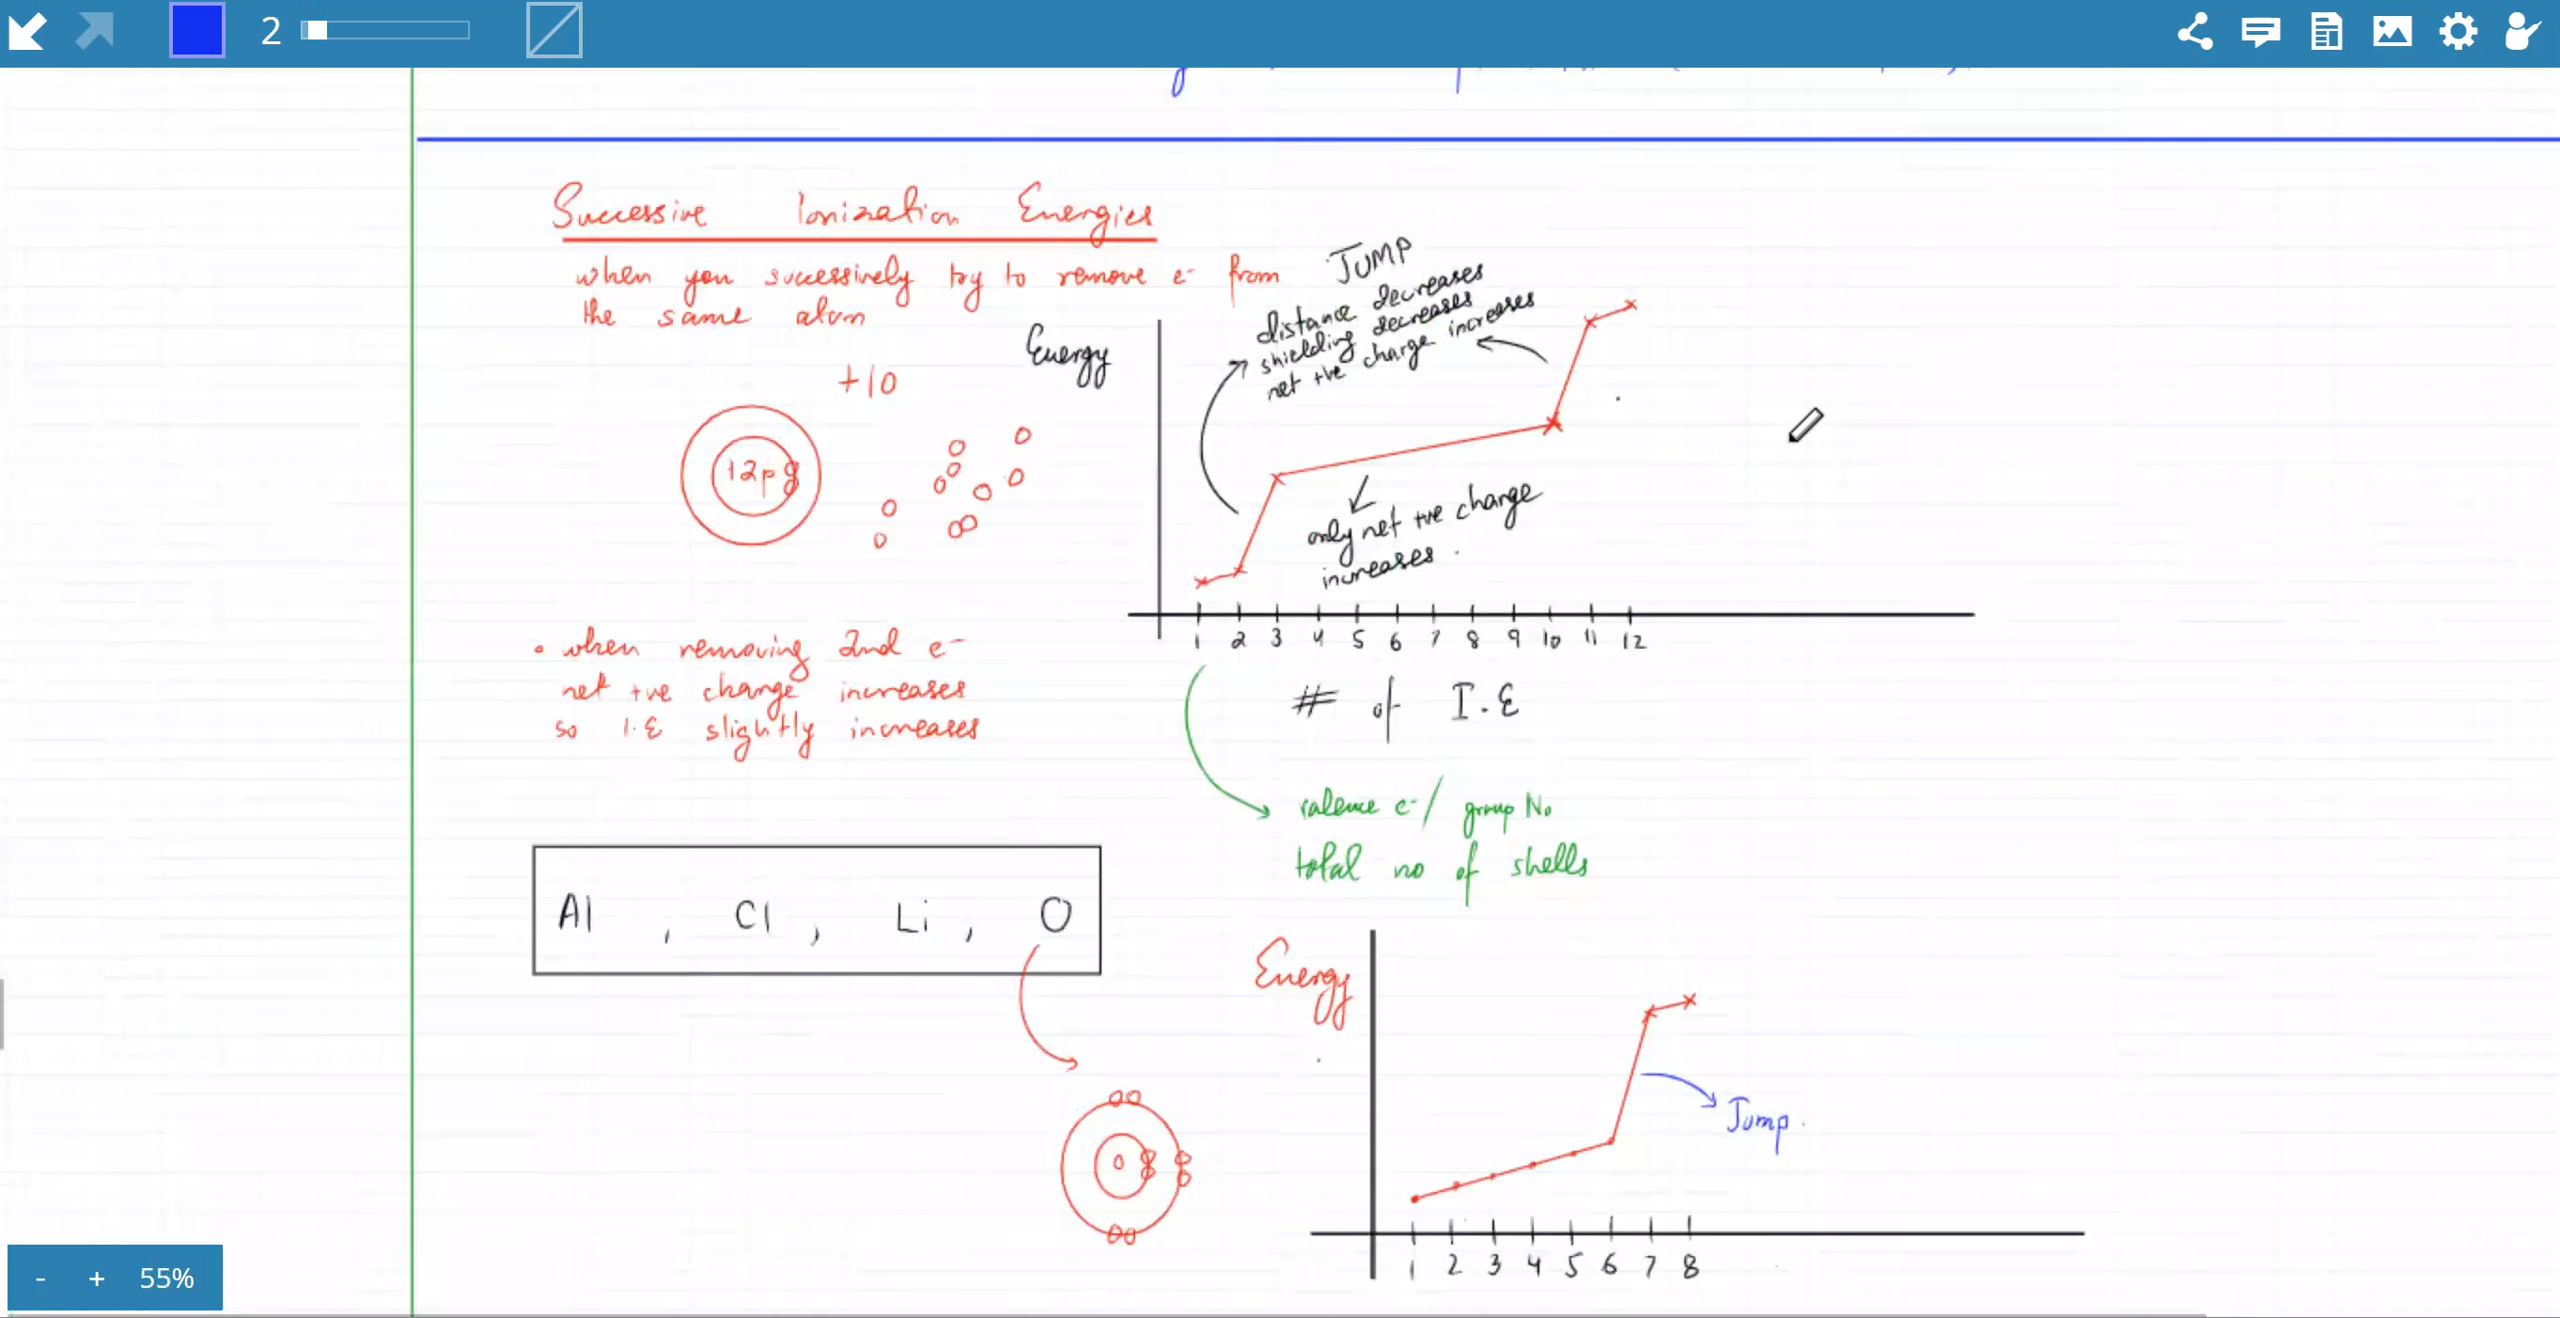 2
Successive Ionization Energies
when you successively try to remove e- from
the same atom
JUMP
distance decreases
shielding decreases
net +ve charge increases
Energy
+10
12p
only net +ve charge
increases.
1 2 3 4 5 6 7 8 9 10 11 12
# of I.E
• when removing 2nd e-
net +ve charge increases
so I.E slightly increases
valence e-/ group No
total no of shells
Al , Cl , Li , O
Energy
Jump.
1 2 3 4 5 6 7 8
- + 55%